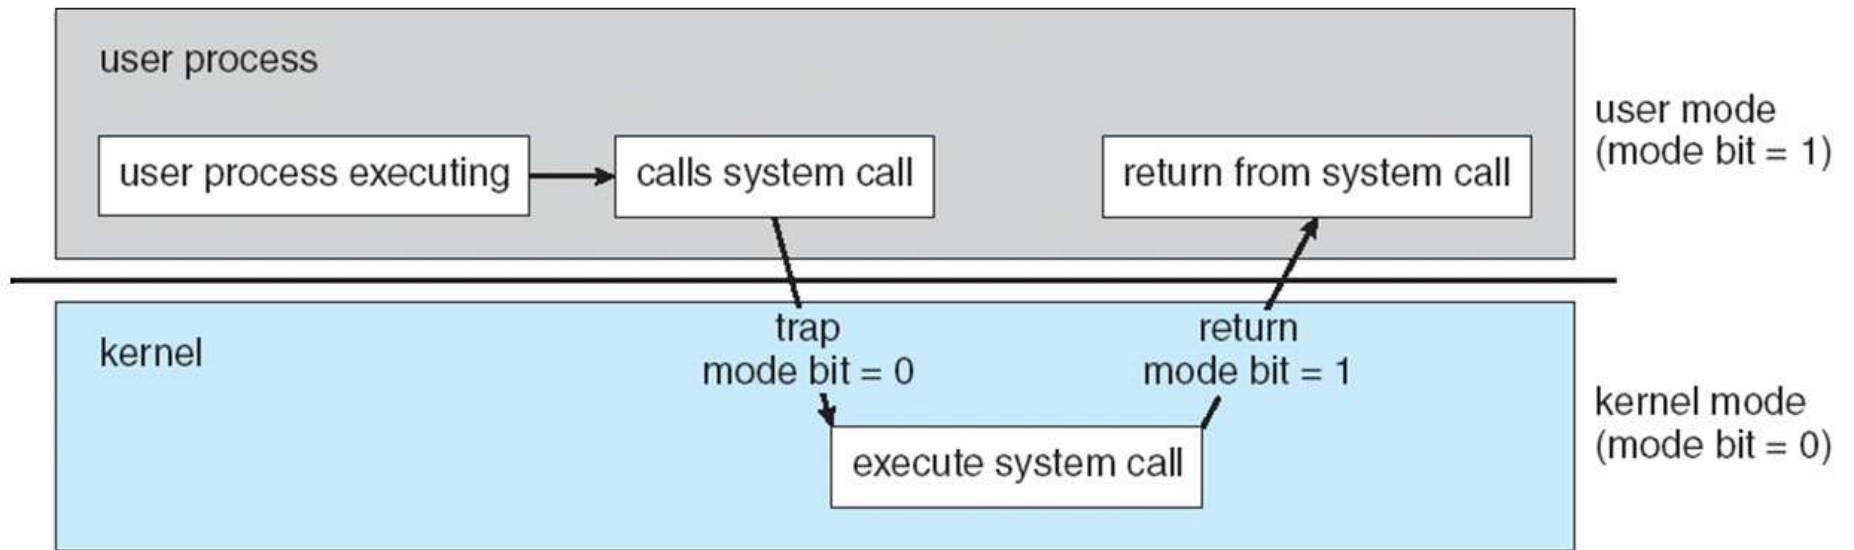 user process
user process executing
calls system call
return from system call
user mode
(mode bit = 1)
kernel
trap
mode bit = 0
return
mode bit = 1
execute system call
kernel mode
(mode bit = 0)